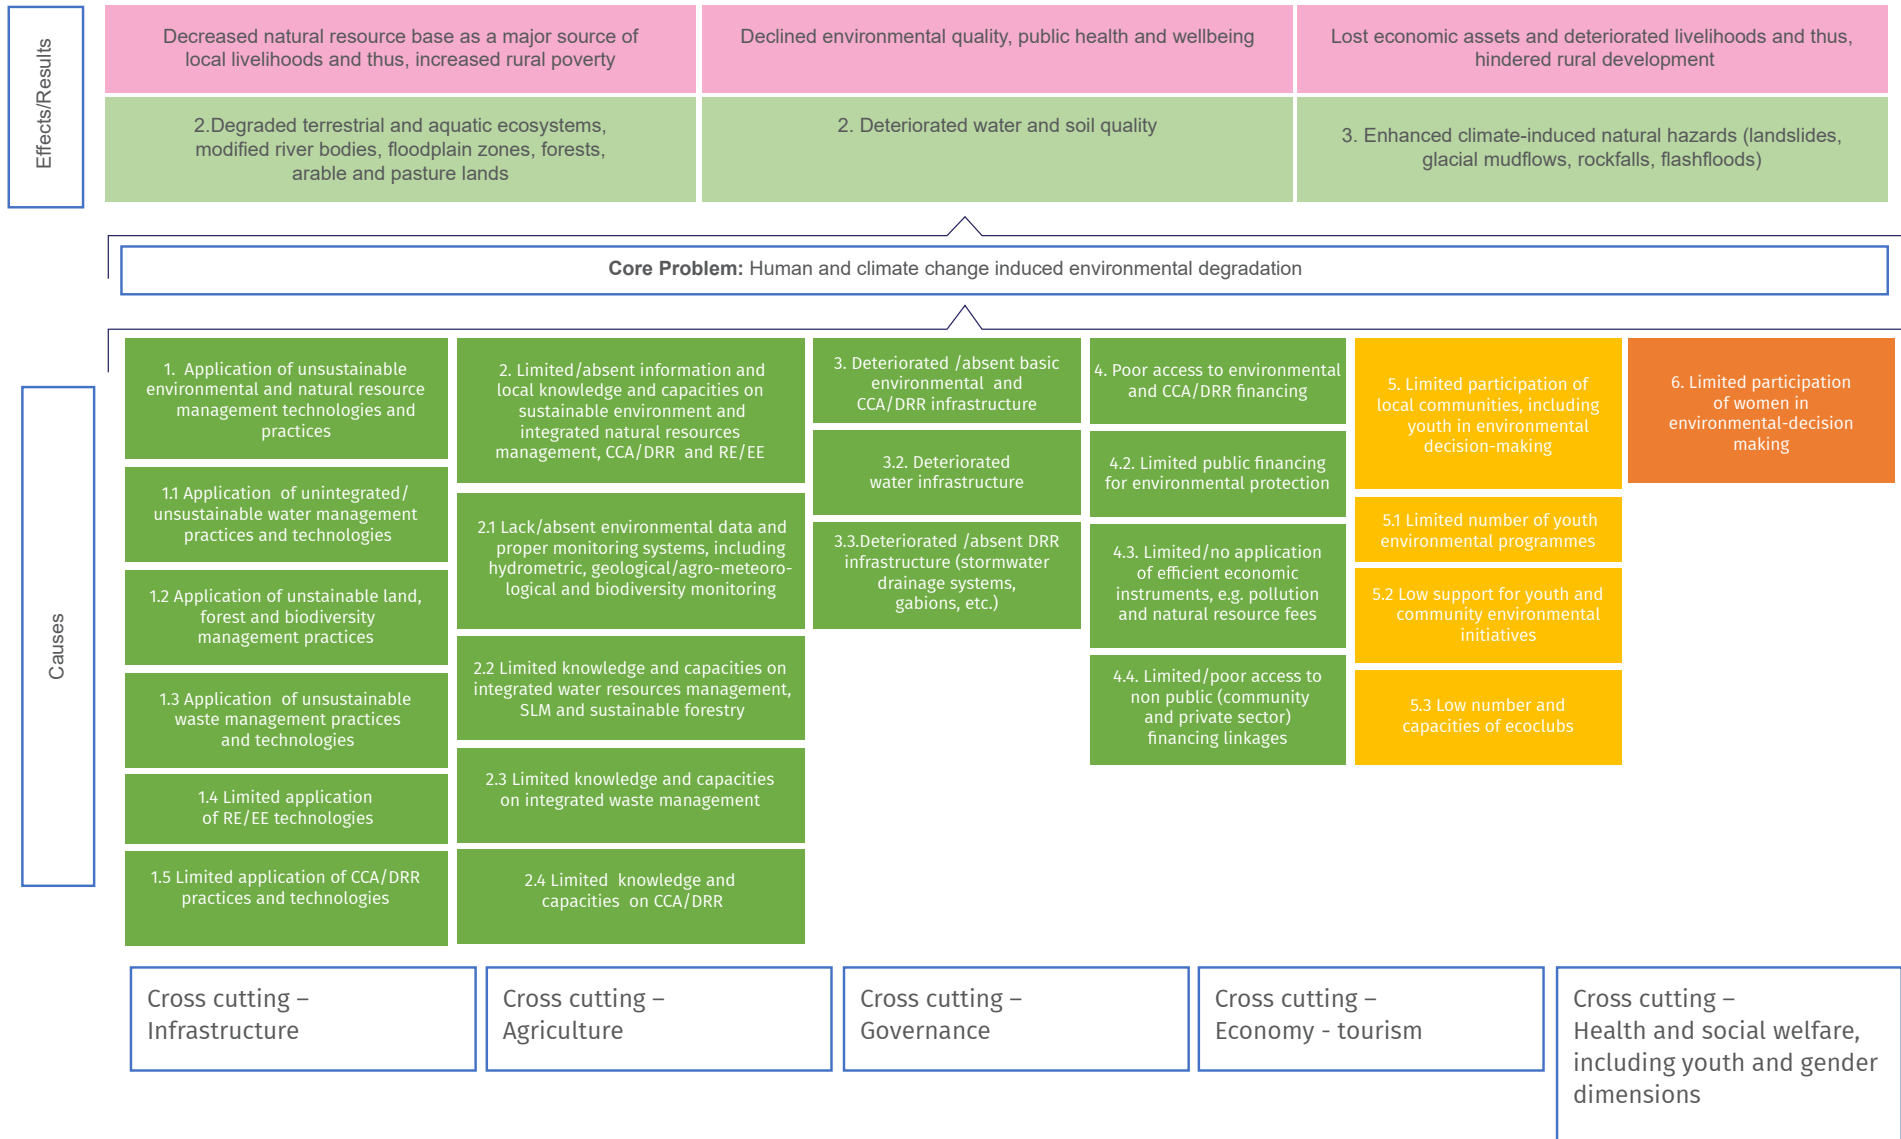 Effects/Results
Decreased natural resource base as a major source of
local livelihoods and thus, increased rural poverty
Declined environmental quality, public health and wellbeing
Lost economic assets and deteriorated livelihoods and thus,
hindered rural development
2.Degraded terrestrial and aquatic ecosystems,
modified river bodies, floodplain zones, forests,
arable and pasture lands
2. Deteriorated water and soil quality
3. Enhanced climate-induced natural hazards (landslides,
glacial mudflows, rockfalls, flashfloods)
Core Problem: Human and climate change induced environmental degradation
Causes
1. Application of unsustainable
environmental and natural resource
management technologies and
practices
1.1 Application of unintegrated/
unsustainable water management
practices and technologies
1.2 Application of unstainable land,
forest and biodiversity
management practices
1.3 Application of unsustainable
waste management practices
and technologies
1.4 Limited application
of RE/EE technologies
1.5 Limited application of CCA/DRR
practices and technologies
2. Limited/absent information and
local knowledge and capacities on
sustainable environment and
integrated natural resources
management, CCA/DRR and RE/EE
2.1 Lack/absent environmental data and
proper monitoring systems, including
hydrometric, geological/agro-meteoro-
logical and biodiversity monitoring
2.2 Limited knowledge and capacities on
integrated water resources management,
SLM and sustainable forestry
2.3 Limited knowledge and capacities
on integrated waste management
2.4 Limited knowledge and
capacities on CCA/DRR
3. Deteriorated /absent basic
environmental and
CCA/DRR infrastructure
3.2. Deteriorated
water infrastructure
3.3.Deteriorated /absent DRR
infrastructure (stormwater
drainage systems,
gabions, etc.)
4. Poor access to environmental
and CCA/DRR financing
4.2. Limited public financing
for environmental protection
4.3. Limited/no application
of efficient economic
instruments, e.g. pollution
and natural resource fees
4.4. Limited/poor access to
non public (community
and private sector)
financing linkages
5. Limited participation of
local communities, including
youth in environmental
decision-making
5.1 Limited number of youth
environmental programmes
5.2 Low support for youth and
community environmental
initiatives
5.3 Low number and
capacities of ecoclubs
6. Limited participation
of women in
environmental-decision
making
Cross cutting –
Infrastructure
Cross cutting –
Agriculture
Cross cutting –
Governance
Cross cutting –
Economy - tourism
Cross cutting –
Health and social welfare,
including youth and gender
dimensions